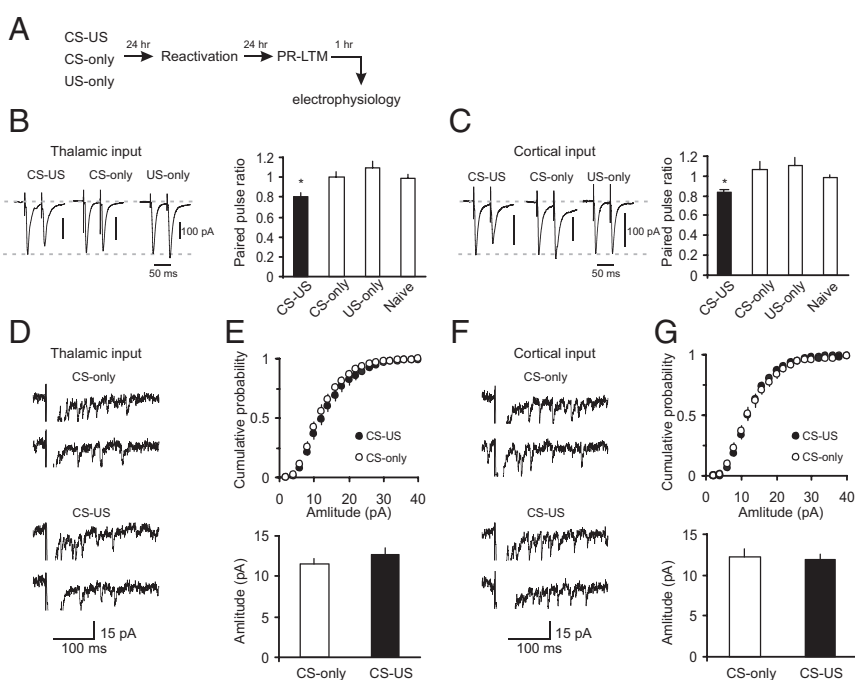 A
CS-US
CS-only
US-only
24 hr
Reactivation
24 hr
PR-LTM
1 hr
electrophysiology
B
Thalamic input
CS-US
CS-only
US-only
100 pA
50 ms
Paired pulse ratio
1.2
1
0.8
0.6
0.4
0.2
0
*
CS-US
CS-only
US-only
Naive
C
Cortical input
CS-US
CS-only
US-only
100 pA
50 ms
Paired pulse ratio
1.2
1
0.8
0.6
0.4
0.2
0
*
CS-US
CS-only
US-only
Naive
D
Thalamic input
CS-only
CS-US
15 pA
100 ms
E
Cumulative probability
1
0.5
0
CS-US
CS-only
0 10 20 30 40
Amlitude (pA)
Amlitude (pA)
15
10
5
0
CS-only CS-US
F
Cortical input
CS-only
CS-US
15 pA
100 ms
G
Cumulative probability
1
0.5
0
CS-US
CS-only
0 10 20 30 40
Amlitude (pA)
Amlitude (pA)
15
10
5
0
CS-only CS-US